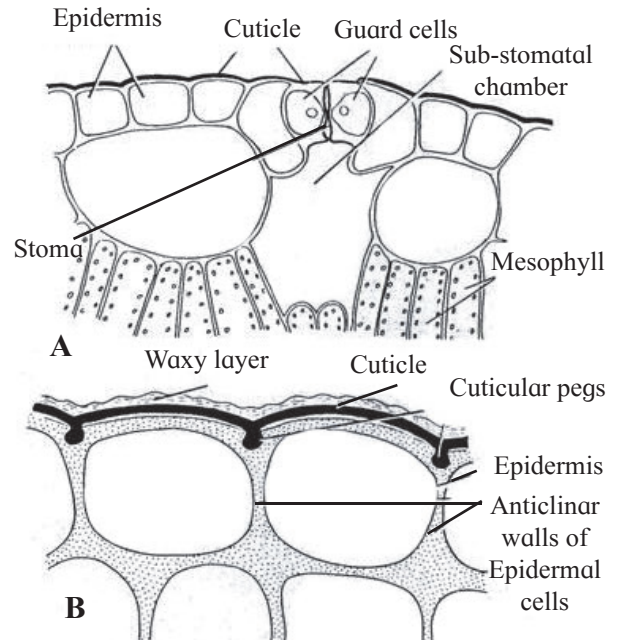 Epidermis
Cuticle
Guard cells
Sub-stomatal
chamber
Stoma
Mesophyll
A
Waxy layer
Cuticle
Cuticular pegs
Epidermis
Anticlinar
walls of
Epidermal
cells
B